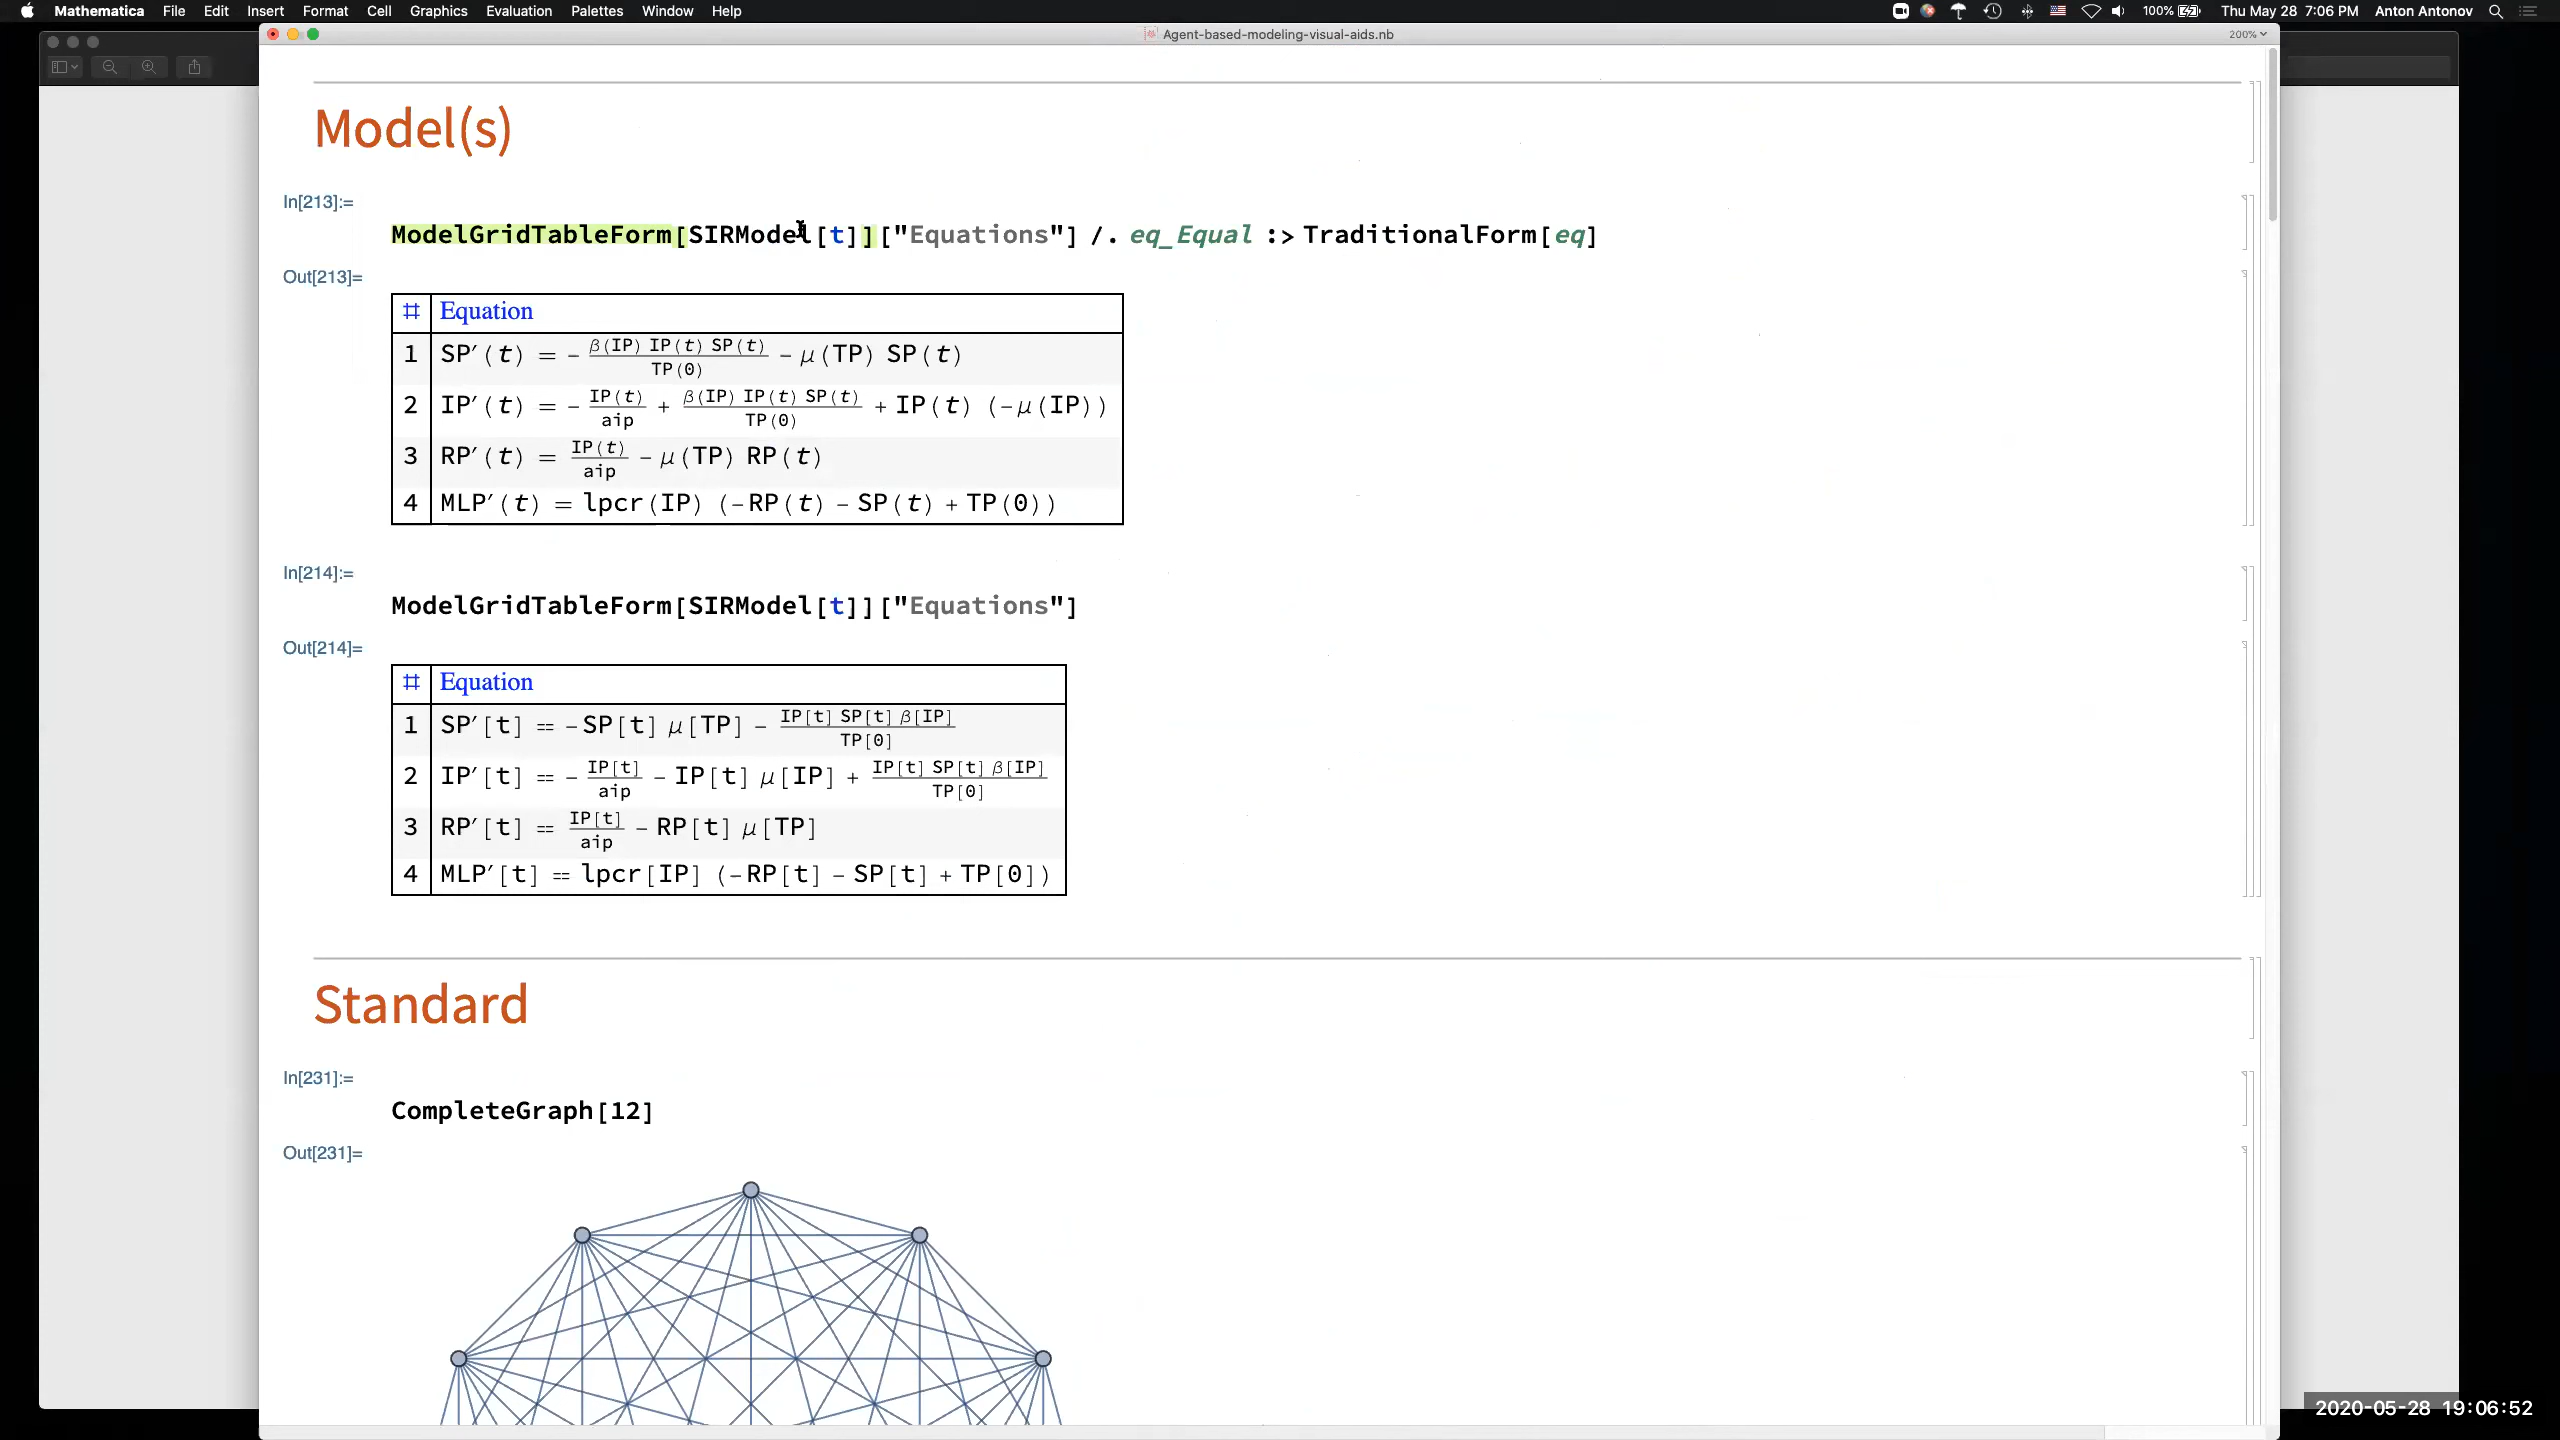 Mathematica File Edit Insert Format Cell Graphics Evaluation Palettes Window Help 100% Thu May 28 7:06 PM Anton Antonov
Agent-based-modeling-visual-aids.nb 200%
Model(s)
In[213]:=
ModelGridTableForm[SIRModel[t]]["Equations"] /. eq_Equal :> TraditionalForm[eq]
Out[213]=
# Equation
1 SP′(t) = - β(IP) IP(t) SP(t) / TP(0) - μ(TP) SP(t)
2 IP′(t) = - IP(t) / aip + β(IP) IP(t) SP(t) / TP(0) + IP(t) (-μ(IP))
3 RP′(t) = IP(t) / aip - μ(TP) RP(t)
4 MLP′(t) = lpcr(IP) (-RP(t) - SP(t) + TP(0))
In[214]:=
ModelGridTableForm[SIRModel[t]]["Equations"]
Out[214]=
# Equation
1 SP′[t] == -SP[t] μ[TP] - IP[t] SP[t] β[IP] / TP[0]
2 IP′[t] == - IP[t] / aip - IP[t] μ[IP] + IP[t] SP[t] β[IP] / TP[0]
3 RP′[t] == IP[t] / aip - RP[t] μ[TP]
4 MLP′[t] == lpcr[IP] (-RP[t] - SP[t] + TP[0])
Standard
In[231]:=
CompleteGraph[12]
Out[231]=
2020-05-28 19:06:52